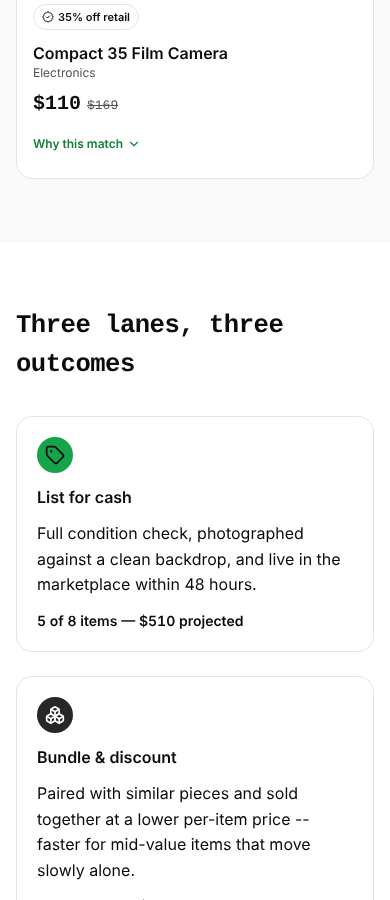 35% off retail
Compact 35 Film Camera
Electronics
$110 $169
Why this match
Three lanes, three
outcomes
List for cash
Full condition check, photographed
against a clean backdrop, and live in the
marketplace within 48 hours.
5 of 8 items — $510 projected
Bundle & discount
Paired with similar pieces and sold
together at a lower per-item price --
faster for mid-value items that move
slowly alone.